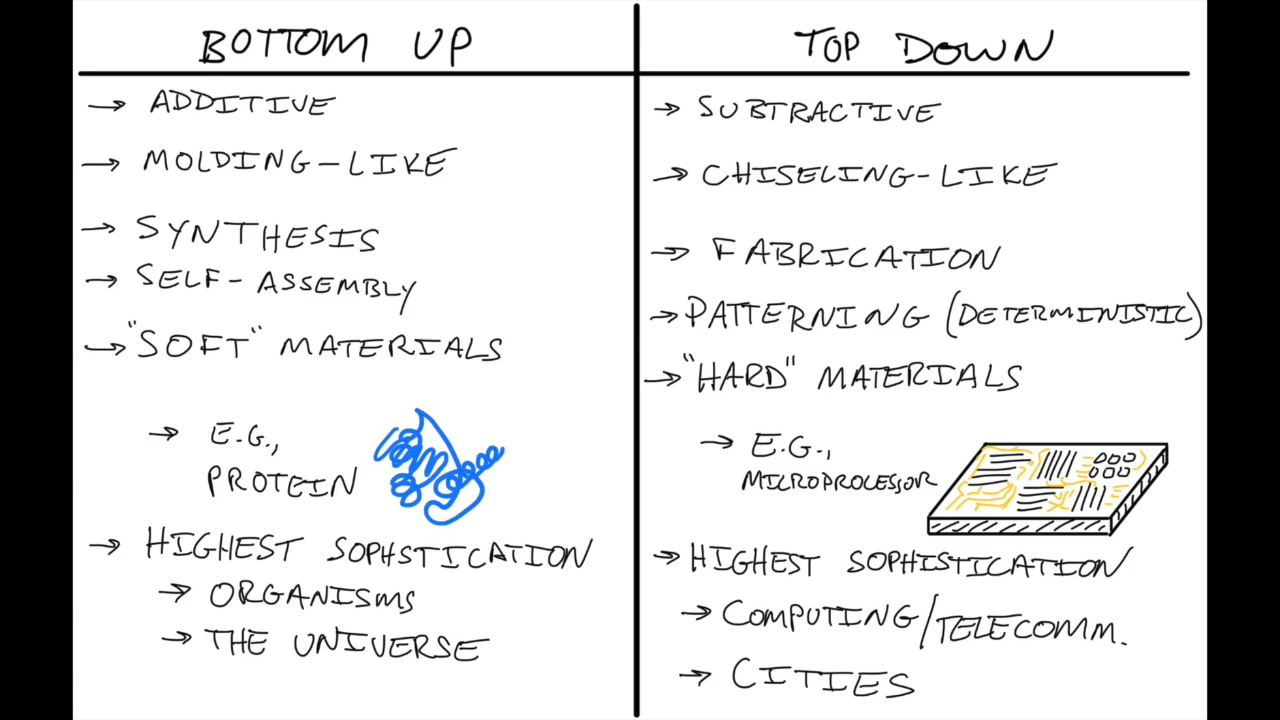 BOTTOM UP
→ ADDITIVE
→ MOLDING-LIKE
→ SYNTHESIS
→ SELF-ASSEMBLY
→ "SOFT" MATERIALS
→ E.G.,
PROTEIN
→ HIGHEST SOPHSTICATION
→ ORGANISMS
→ THE UNIVERSE
TOP DOWN
→ SUBTRACTIVE
→ CHISELING-LIKE
→ FABRICATION
→ PATTERNING (DETERMINISTIC)
→ "HARD" MATERIALS
→ E.G.,
MICROPROCESSOR
→ HIGHEST SOPHISTICATION
→ COMPUTING/TELECOMM.
→ CITIES